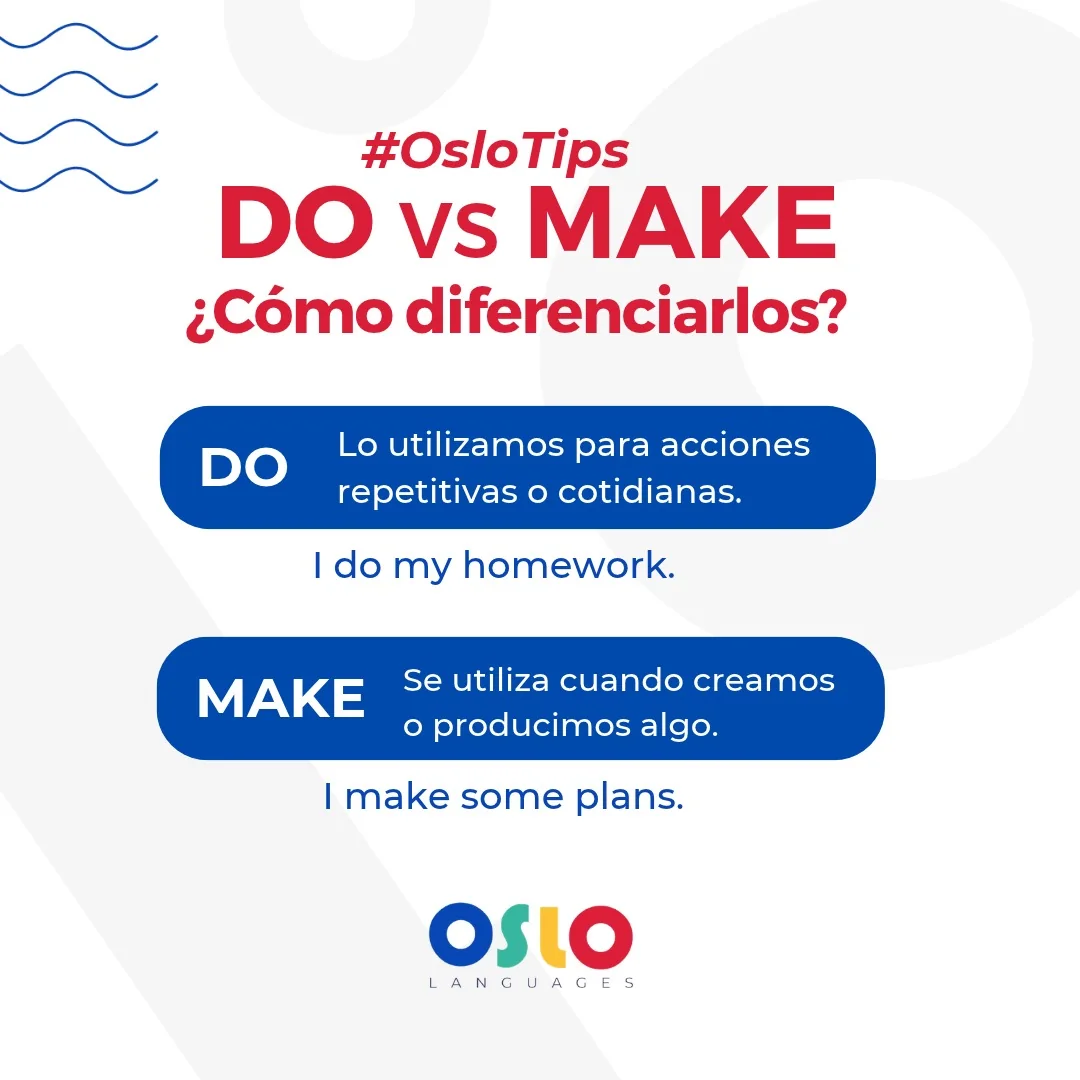 #OsloTips
DO vs MAKE
¿Cómo diferenciarlos?
DO
Lo utilizamos para acciones
repetitivas o cotidianas.
I do my homework.
MAKE
Se utiliza cuando creamos
o producimos algo.
I make some plans.
OSLO
LANGUAGES